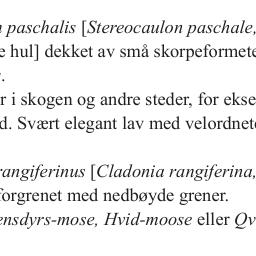 paschalis [Stereocaulon paschale,
hul] dekket av små skorpeformete
.
i skogen og andre steder, for ekse
Svært elegant lav med velordnet
rangiferinus [Cladonia rangiferina,
forgrenet med nedbøyde grener.
ensdyrs-mose, Hvid-moose eller Qv